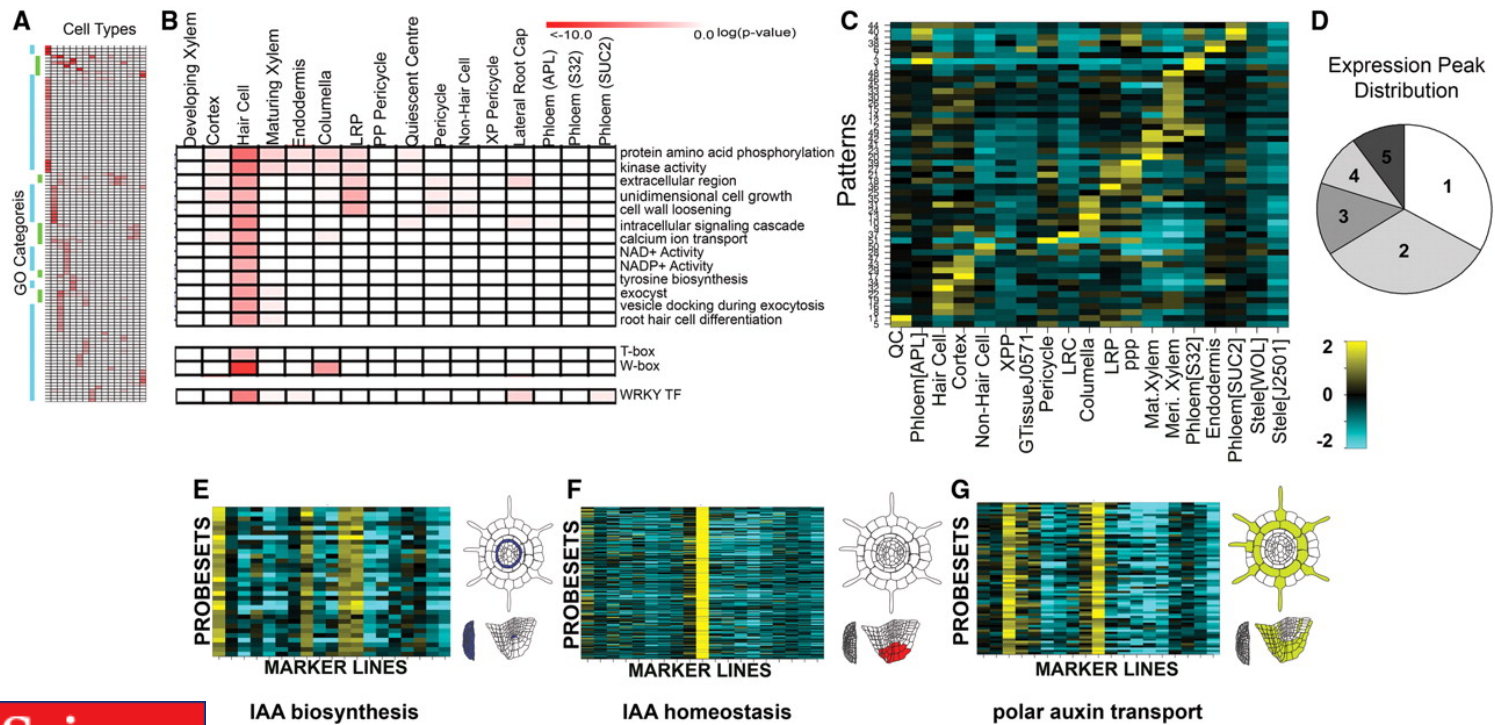 A
Cell Types
GO Categoreis
B
<-10.0
0.0 log(p-value)
Developing Xylem
Cortex
Hair Cell
Maturing Xylem
Endermis
Columella
LRP
PP Pericycle
Quiescent Centre
Pericycle
Non-Hair Cell
XP Pericycle
Lateral Root Cap
Phloem (APL)
Phloem (S32)
Phloem (SUC2)
protein amino acid phosphorylation
kinase activity
extracellular region
unidimensional cell growth
cell wall loosening
intracellular signaling cascade
calcium ion transport
NAD+ Activity
NADP+ Activity
tyrosine biosynthesis
exocyst
vesicle docking during exocytosis
root hair cell differentiation
T-box
W-box
WRKY TF
C
Patterns
QC
Phloem[APL]
Hair Cell
Cortex
Non-Hair Cell
XPP
GTissueJ0571
Pericycle
LRC
Columella
LRP
PPP
Mat.Xylem
Meri. Xylem
Phloem[S32]
Endodermis
Phloem[SUC2]
Stele[WOL]
Stele[J2501]
D
Expression Peak
Distribution
1
2
3
4
5
2
0
-2
E
PROBESETS
MARKER LINES
IAA biosynthesis
F
PROBESETS
MARKER LINES
IAA homeostasis
G
PROBESETS
MARKER LINES
polar auxin transport